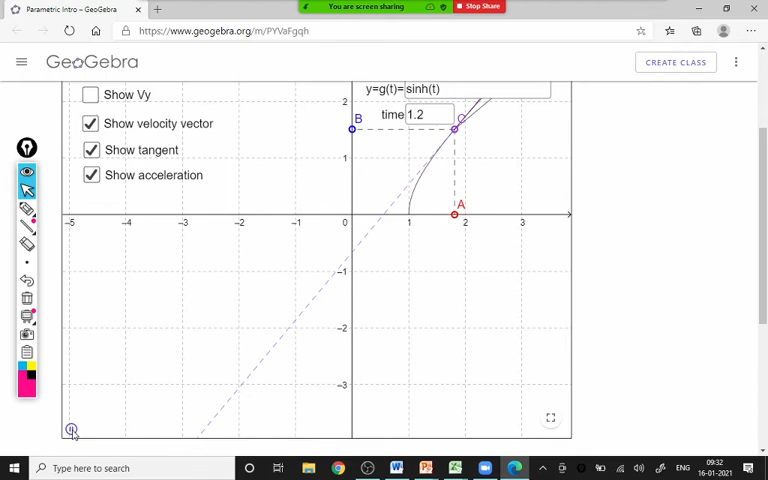 Parametric Intro – GeoGebra
You are screen sharing
Stop Share
https://www.geogebra.org/m/PYVaFgqh
GeoGebra
CREATE CLASS
y=g(t)= sinh(t)
Show Vy
time 1.2
Show velocity vector
Show tangent
Show acceleration
B
C
A
2
1
−5
−4
−3
−2
−1
0
1
2
3
−1
−2
−3
Type here to search
ENG
09:32
16-01-2021